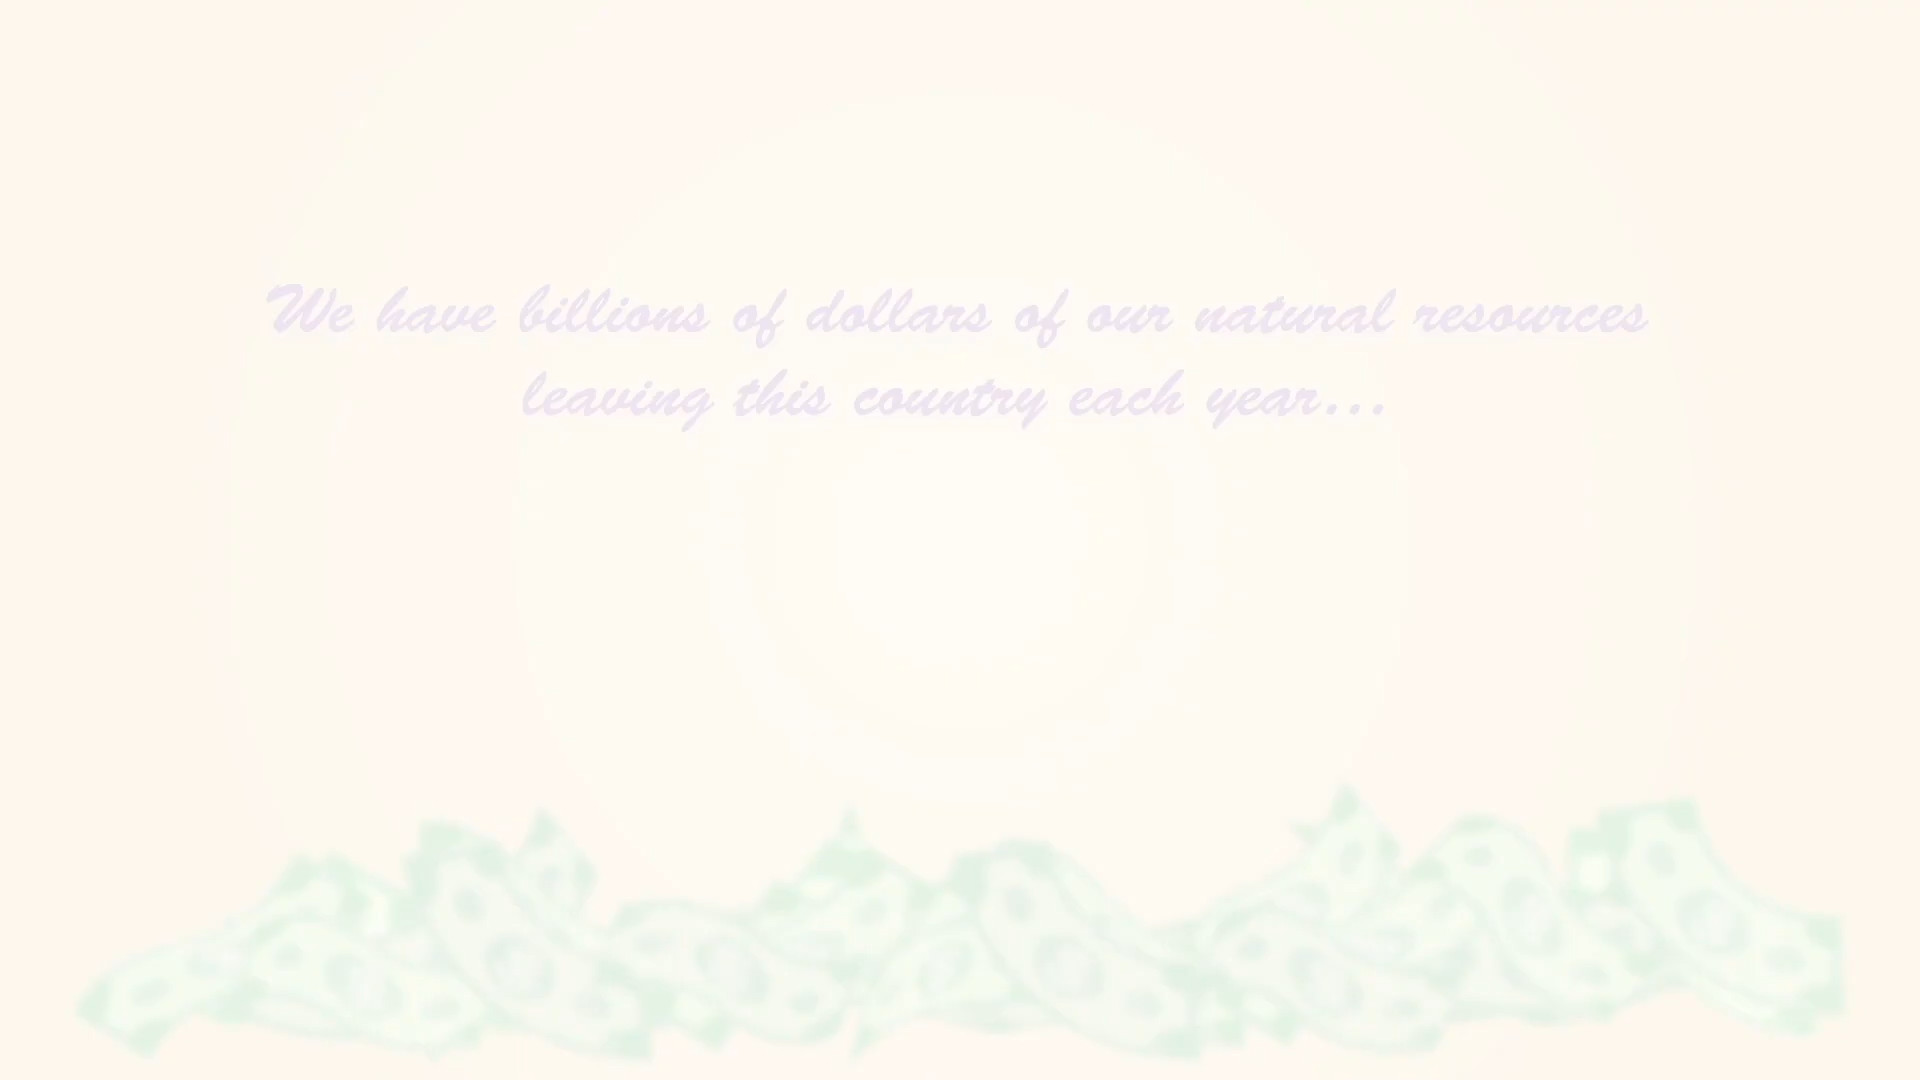 We have billions of dollars of our natural resources
leaving this country each year...